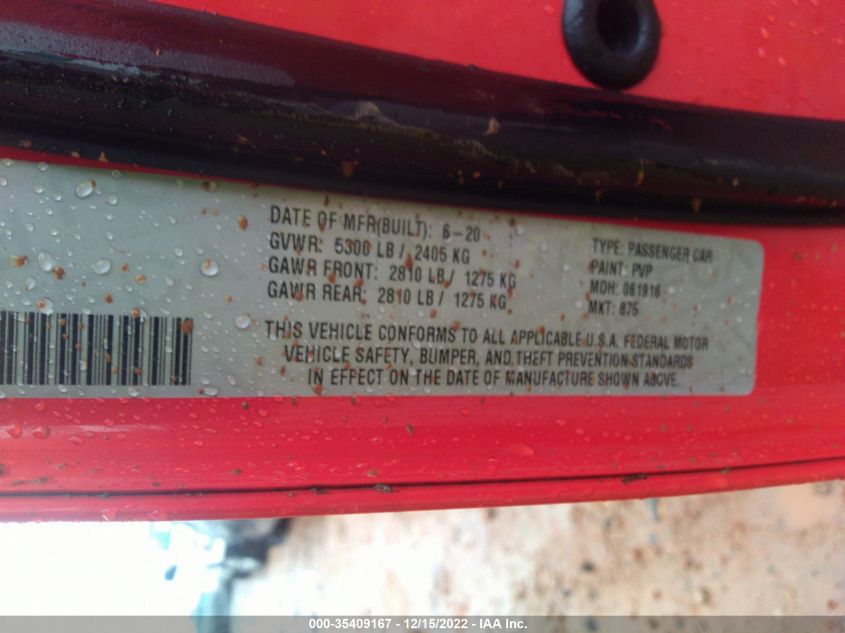 DATE OF MFR(BUILT): 6-20
GVWR: 5300 LB / 2405 KG
GAWR FRONT: 2810 LB / 1275 KG
GAWR REAR: 2810 LB / 1275 KG
TYPE: PASSENGER CAR
PAINT: PVP
MDH: 061916
MKT: 875
THIS VEHICLE CONFORMS TO ALL APPLICABLE U.S.A. FEDERAL MOTOR
VEHICLE SAFETY, BUMPER, AND THEFT PREVENTION STANDARDS
IN EFFECT ON THE DATE OF MANUFACTURE SHOWN ABOVE.
000-35409167 - 12/15/2022 - IAA Inc.